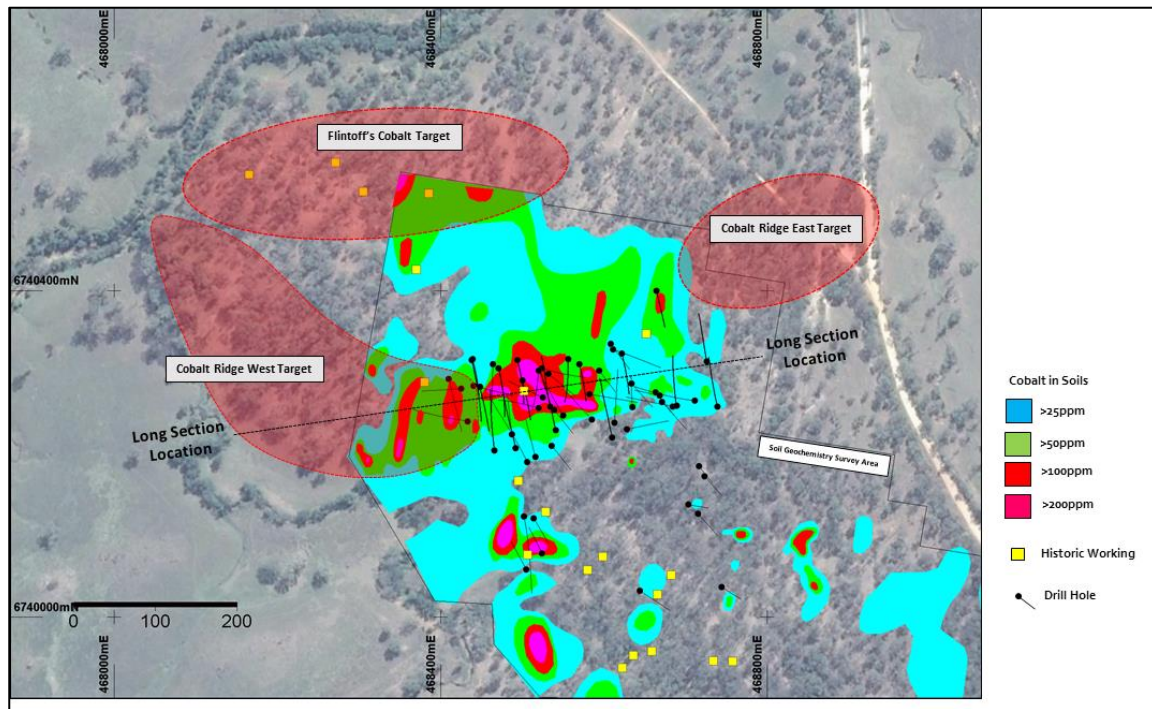 468000mE
468400mE
468800mE
Flintoff's Cobalt Target
Cobalt Ridge East Target
6740400mN
Long Section
Location
Cobalt Ridge West Target
Long Section
Location
Cobalt in Soils
>25ppm
>50ppm
>100ppm
>200ppm
Soil Geochemistry Survey Area
Historic Working
Drill Hole
6740000mN
0 100 200
468000mE
468400mE
468800mE